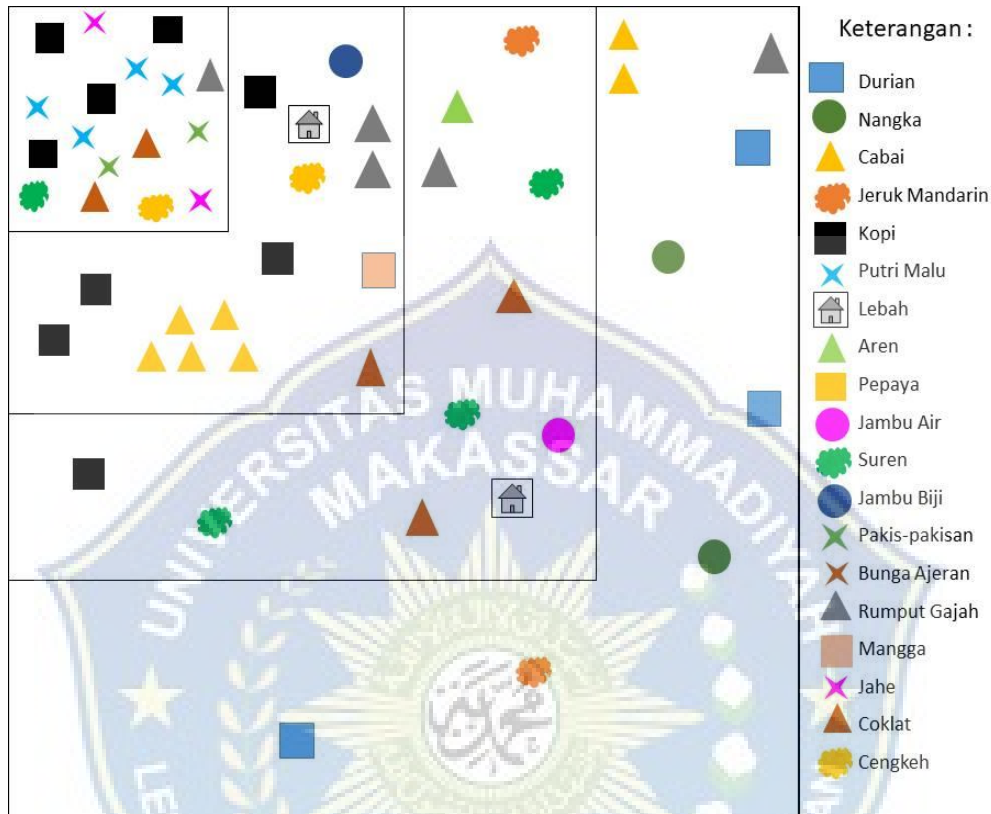 Keterangan :
Durian
Nangka
Cabai
Jeruk Mandarin
Kopi
Putri Malu
Lebah
Aren
Pepaya
Jambu Air
Suren
Jambu Biji
Pakis-pakisan
Bunga Ajeran
Rumput Gajah
Mangga
Jahe
Coklat
Cengkeh
UNIVERSITAS MUHAMMADIYAH
MAKASSAR